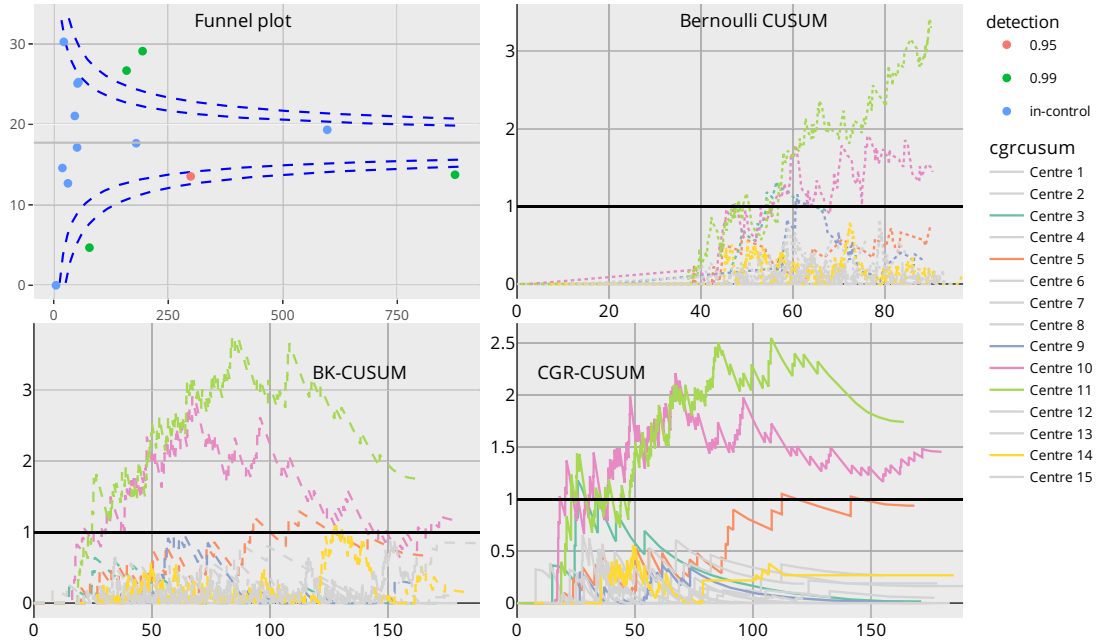 Funnel plot
30
20
10
0
0
250
500
750
Bernoulli CUSUM
3
2
1
0
0
20
40
60
80
detection
0.95
0.99
in-control
cgrcusum
Centre 1
Centre 2
Centre 3
Centre 4
Centre 5
Centre 6
Centre 7
Centre 8
Centre 9
Centre 10
Centre 11
Centre 12
Centre 13
Centre 14
Centre 15
BK-CUSUM
3
2
1
0
0
50
100
150
CGR-CUSUM
2.5
2
1.5
1
0.5
0
0
50
100
150